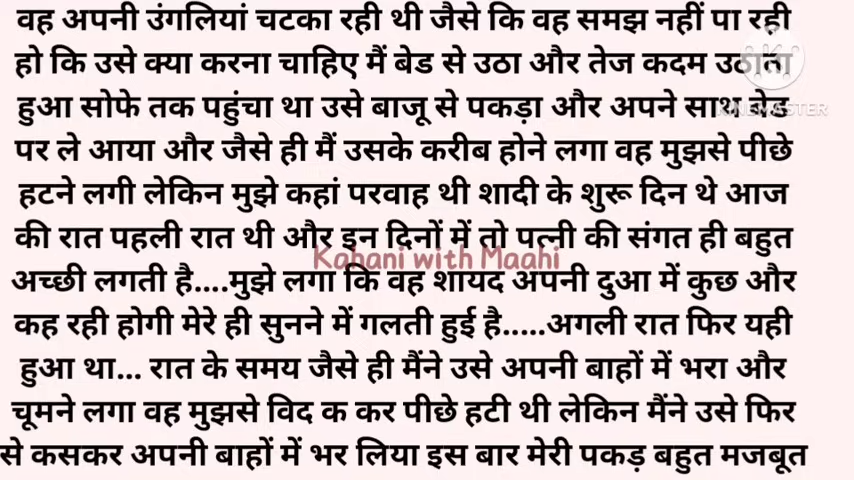 वह अपनी उंगलियां चटका रही थी जैसे कि वह समझ नहीं पा रही
हो कि उसे क्या करना चाहिए मैं बेड से उठा और तेज कदम उठाता
हुआ सोफे तक पहुंचा था उसे बाजू से पकड़ा और अपने साथ बेड
KINEMASTER
पर ले आया और जैसे ही मैं उसके करीब होने लगा वह मुझसे पीछे
हटने लगी लेकिन मुझे कहां परवाह थी शादी के शुरू दिन थे आज
की रात पहली रात थी और इन दिनों में तो पत्नी की संगत ही बहुत
Kahani with Maahi
अच्छी लगती है....मुझे लगा कि वह शायद अपनी दुआ में कुछ और
कह रही होगी मेरे ही सुनने में गलती हुई है.....अगली रात फिर यही
हुआ था... रात के समय जैसे ही मैंने उसे अपनी बाहों में भरा और
चूमने लगा वह मुझसे विद क कर पीछे हटी थी लेकिन मैंने उसे फिर
से कसकर अपनी बाहों में भर लिया इस बार मेरी पकड़ बहुत मजबूत